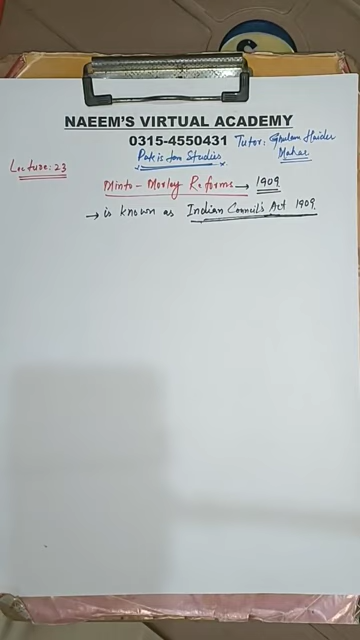 NAEEM'S VIRTUAL ACADEMY
0315-4550431 Tutor: Ghulam Haider
Pakistan Studies Maher
Lecture: 23
Minto-Morley Reforms → 1909
→ is known as Indian Council's Act 1909.